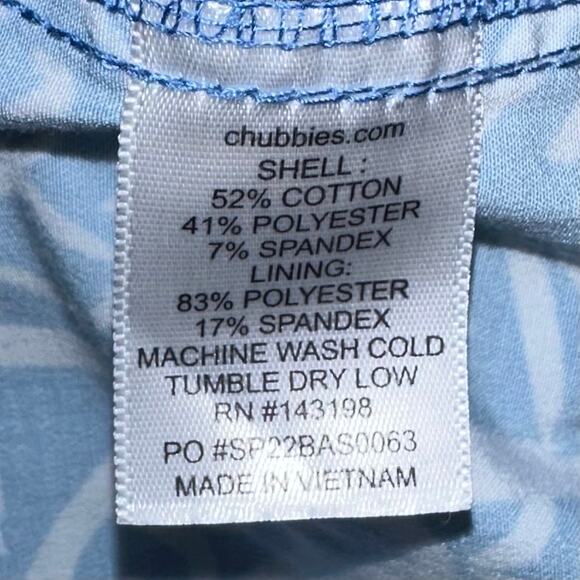 chubbies.com
SHELL :
52% COTTON
41% POLYESTER
7% SPANDEX
LINING:
83% POLYESTER
17% SPANDEX
MACHINE WASH COLD
TUMBLE DRY LOW
RN #143198
PO #SP22BAS0063
MADE IN VIETNAM